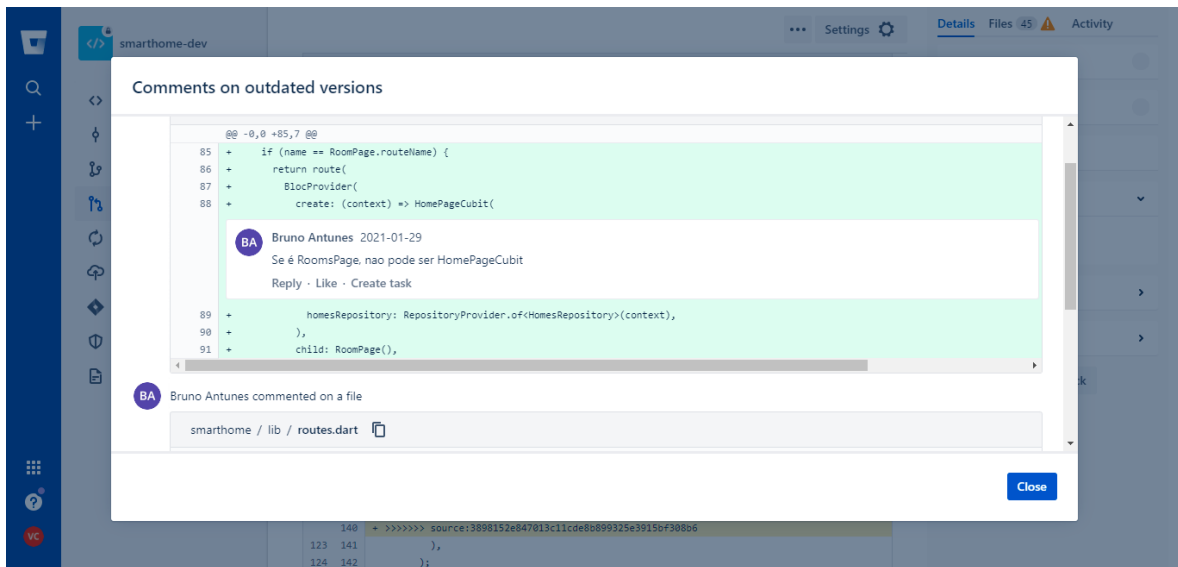 smarthome-dev
Settings
Details Files 45 Activity
Comments on outdated versions
@@ -0,0 +85,7 @@
85 + if (name == RoomPage.routeName) {
86 + return route(
87 + BlocProvider(
88 + create: (context) => HomePageCubit(
BA Bruno Antunes 2021-01-29
Se é RoomsPage, nao pode ser HomePageCubit
Reply · Like · Create task
89 + homesRepository: RepositoryProvider.of<HomesRepository>(context),
90 + ),
91 + child: RoomPage(),
BA Bruno Antunes commented on a file
smarthome / lib / routes.dart
Close
VC
140 + >>>>>>> source:3898152e847013c11cde8b899325e3915bf308b6
123 141 ),
124 142 );